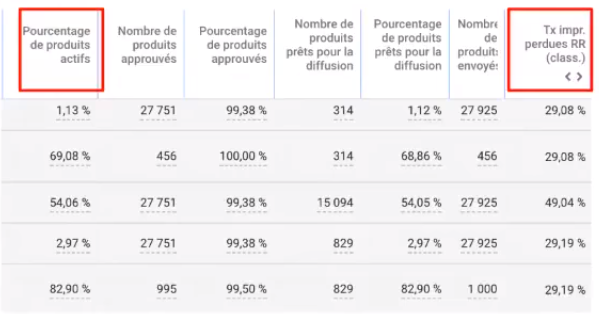 Pourcentage de produits actifs
Nombre de produits approuvés
Pourcentage de produits approuvés
Nombre de produits prêts pour la diffusion
Pourcentage de produits prêts pour la diffusion
Nombre de produits envoyés
Tx impr. perdues RR (class.)
< >
1,13 % 27 751 99,38 % 314 1,12 % 27 925 29,08 %
69,08 % 456 100,00 % 314 68,86 % 456 29,08 %
54,06 % 27 751 99,38 % 15 094 54,05 % 27 925 49,04 %
2,97 % 27 751 99,38 % 829 2,97 % 27 925 29,19 %
82,90 % 995 99,50 % 829 82,90 % 1 000 29,19 %